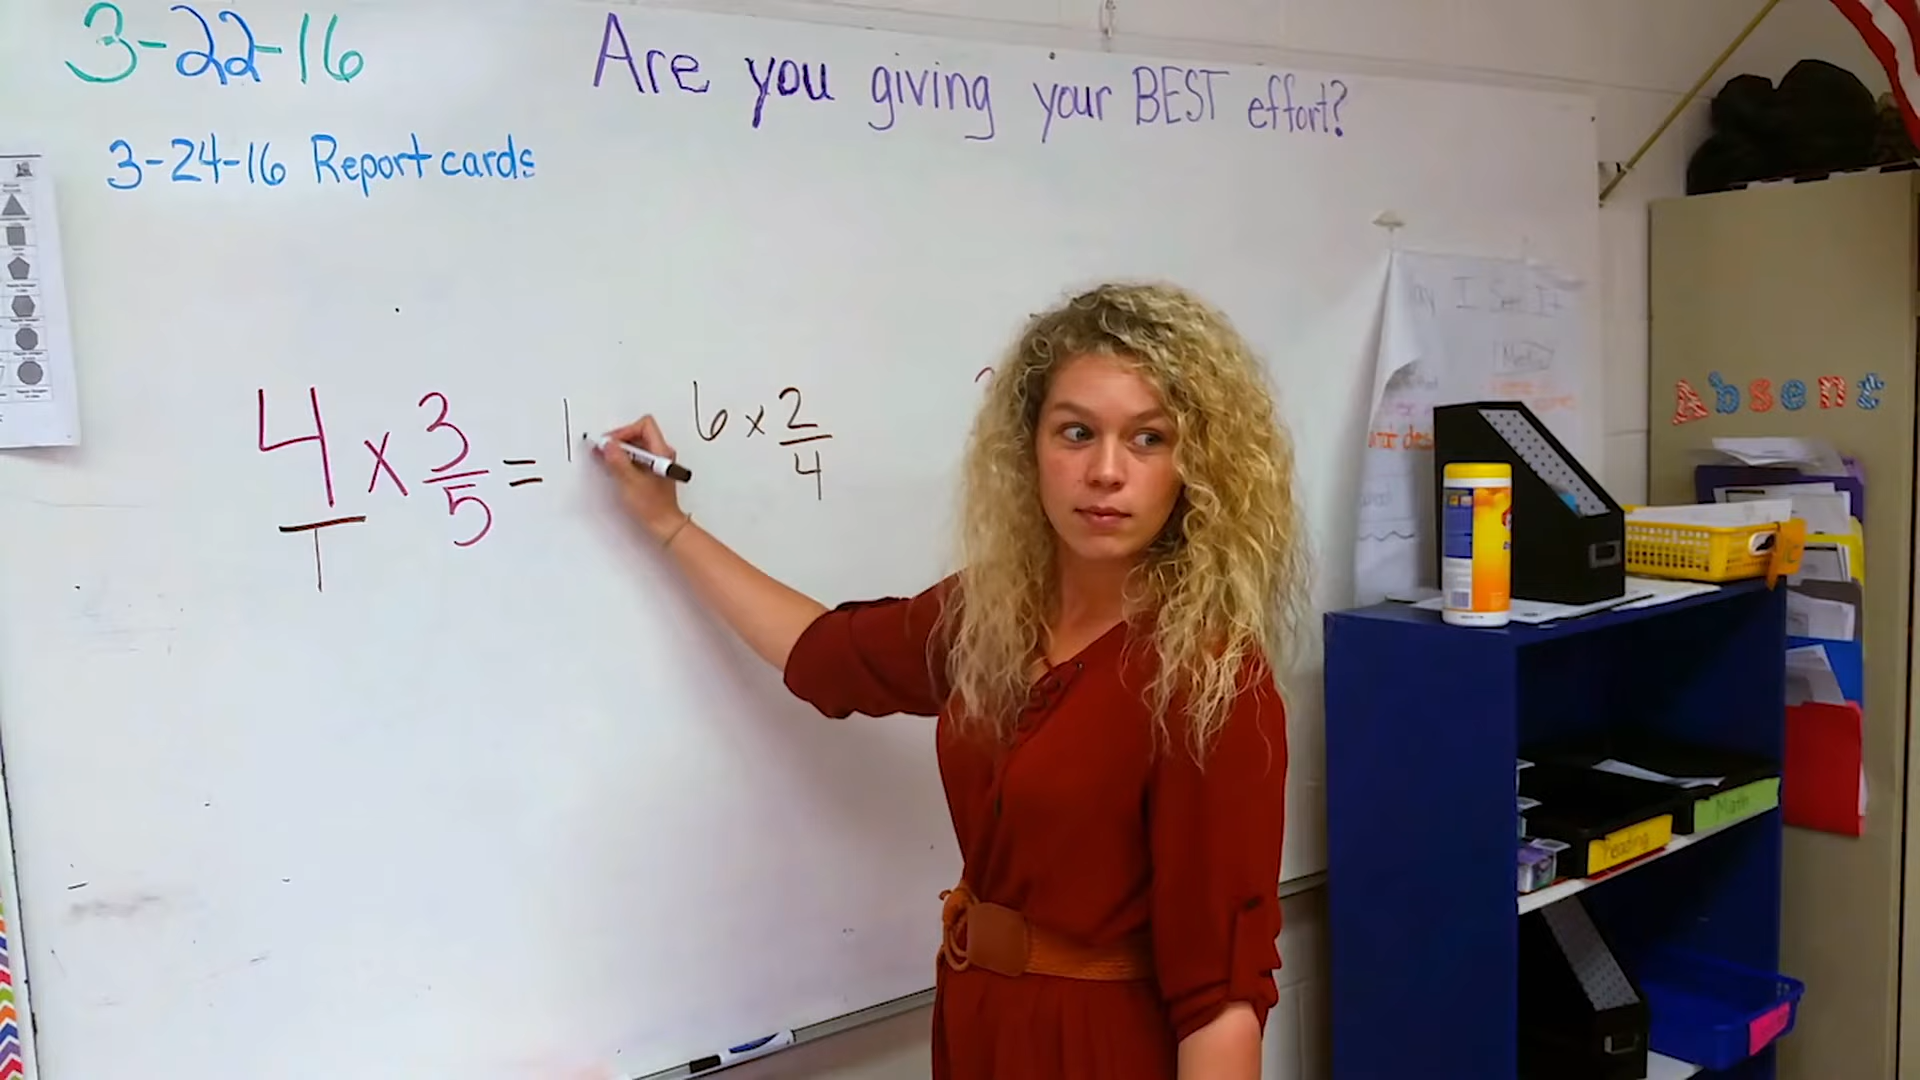 3-22-16
Are you giving your BEST effort?
3-24-16 Report cards
4/1 x 3/5 = 1
6 x 2/4
Absent
Math
Reading